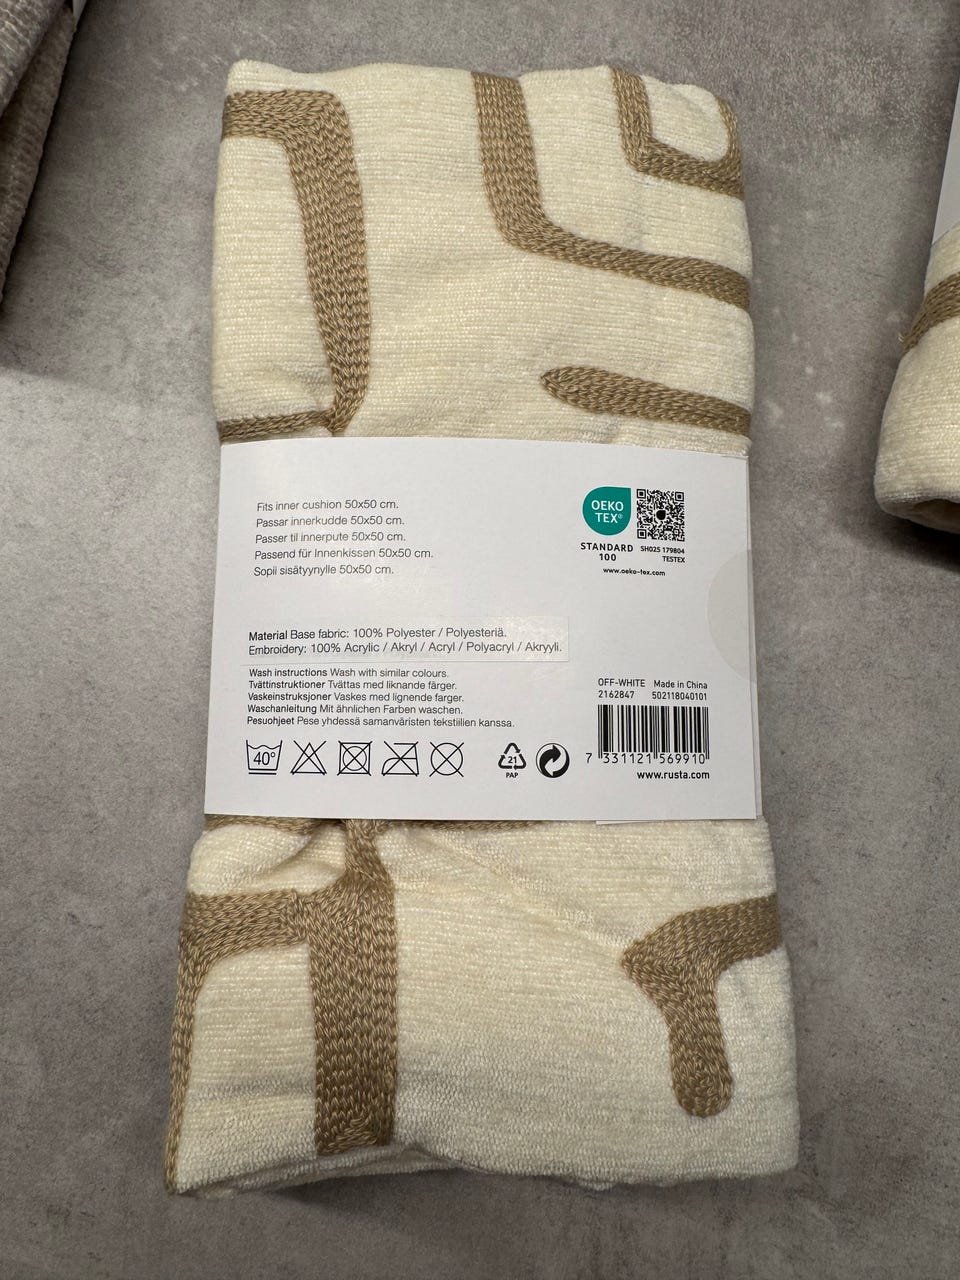 Fits inner cushion 50x50 cm.
Passar innerkudde 50x50 cm.
Passer til innerpute 50x50 cm.
Passend für Innenkissen 50x50 cm.
Sopii sisätyynylle 50x50 cm.
OEKO
TEX®
STANDARD
100
SH025 179804
TESTEX
www.oeko-tex.com
Material Base fabric: 100% Polyester / Polyesteriä.
Embroidery: 100% Acrylic / Akryl / Acryl / Polyacryl / Akryyli.
Wash instructions Wash with similar colours.
Tvättinstruktioner Tvättas med liknande färger.
Vaskeinstruksjoner Vaskes med lignende farger.
Waschanleitung Mit ähnlichen Farben waschen.
Pesuohjeet Pese yhdessä samanväristen tekstiilien kanssa.
40°
21
PAP
OFF-WHITE Made in China
2162847 502118040101
7 331121 569910
www.rusta.com